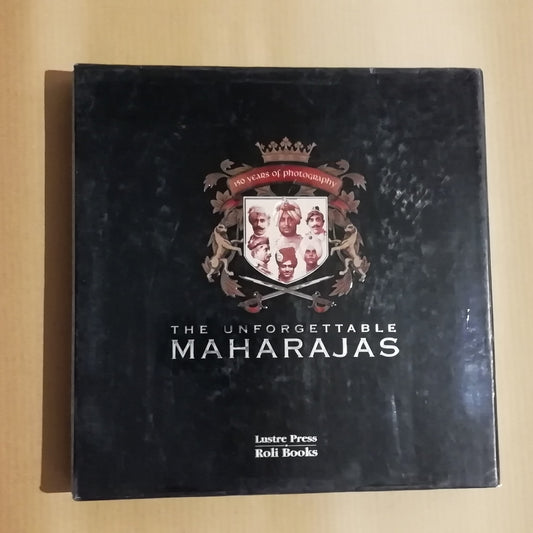 150 YEARS of PHOTOGRAPHY
THE UNFORGETTABLE
MAHARAJAS
Lustre Press
Roli Books